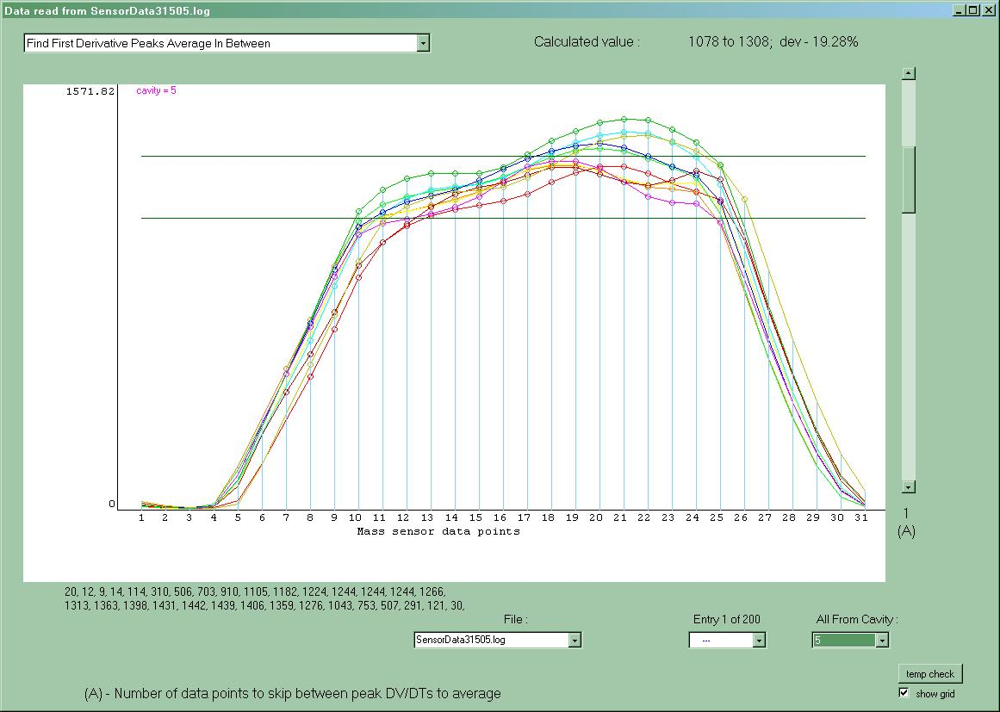 Data read from SensorData31505.log
Find First Derivative Peaks Average In Between
Calculated value :
1078 to 1308; dev - 19.28%
1571.82
cavity = 5
0
1 2 3 4 5 6 7 8 9 10 11 12 13 14 15 16 17 18 19 20 21 22 23 24 25 26 27 28 29 30 31
Mass sensor data points
1
(A)
20, 12, 9, 14, 114, 310, 506, 703, 910, 1105, 1182, 1224, 1244, 1244, 1244, 1266,
1313, 1363, 1398, 1431, 1442, 1439, 1406, 1359, 1276, 1043, 753, 507, 291, 121, 30,
File :
Entry 1 of 200
All From Cavity :
SensorData31505.log
---
5
temp check
show grid
(A) - Number of data points to skip between peak DV/DTs to average